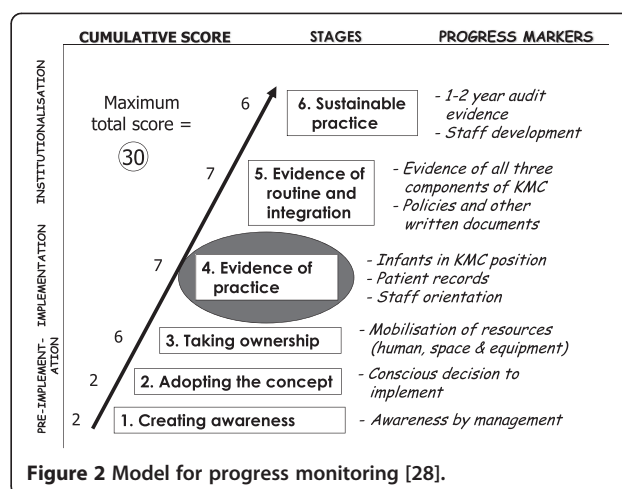 CUMULATIVE SCORE STAGES PROGRESS MARKERS
INSTITUTIONALISATION
IMPLEMENTATION
PRE-IMPLEMENT-
ATION
Maximum
total score =
30
6
6. Sustainable
practice
- 1-2 year audit
evidence
- Staff development
7
5. Evidence of
routine and
integration
- Evidence of all three
components of KMC
- Policies and other
written documents
7
4. Evidence of
practice
- Infants in KMC position
- Patient records
- Staff orientation
6
3. Taking ownership
- Mobilisation of resources
(human, space & equipment)
2
2. Adopting the concept
- Conscious decision to
implement
2
1. Creating awareness
- Awareness by management
Figure 2 Model for progress monitoring [28].